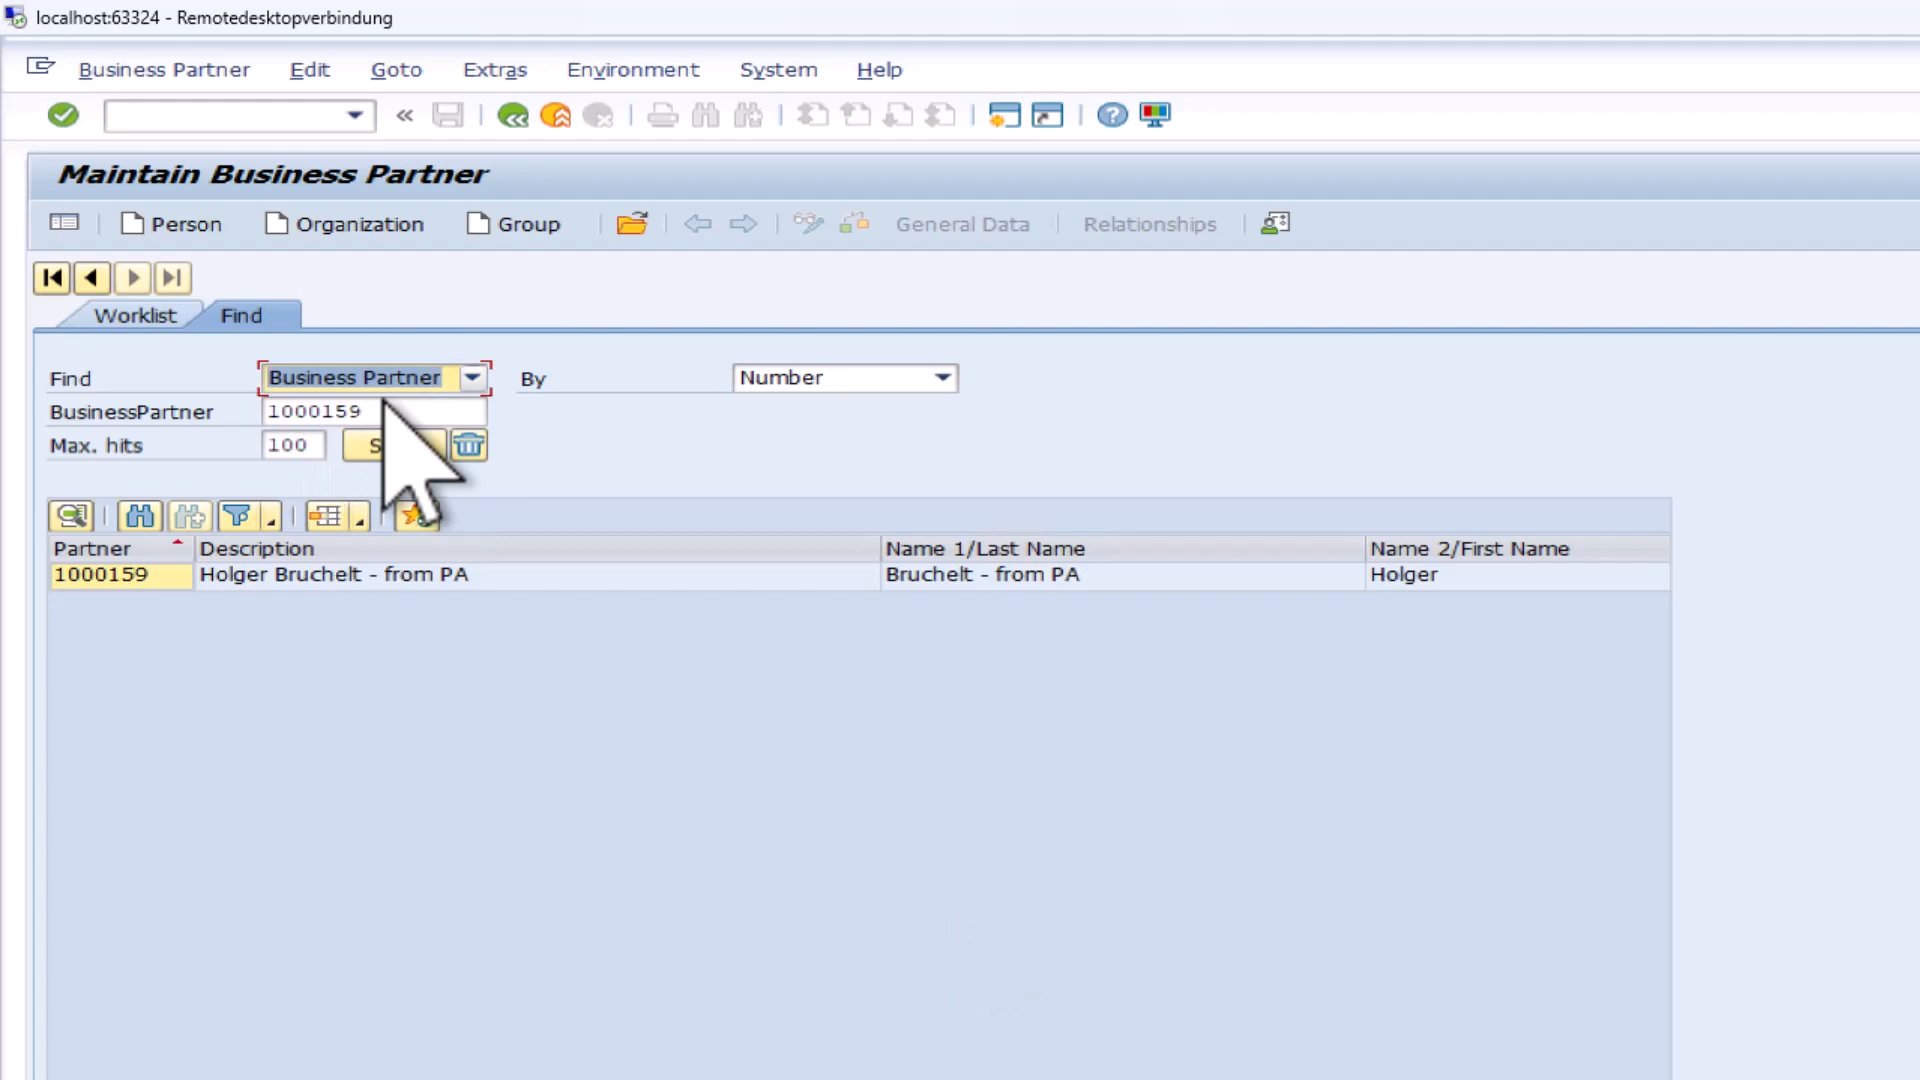 localhost:63324 - Remotedesktopverbindung
Business Partner Edit Goto Extras Environment System Help
Maintain Business Partner
Person Organization Group General Data Relationships
Worklist Find
Find Business Partner By Number
BusinessPartner 1000159
Max. hits 100
Partner Description Name 1/Last Name Name 2/First Name
1000159 Holger Bruchelt - from PA Bruchelt - from PA Holger